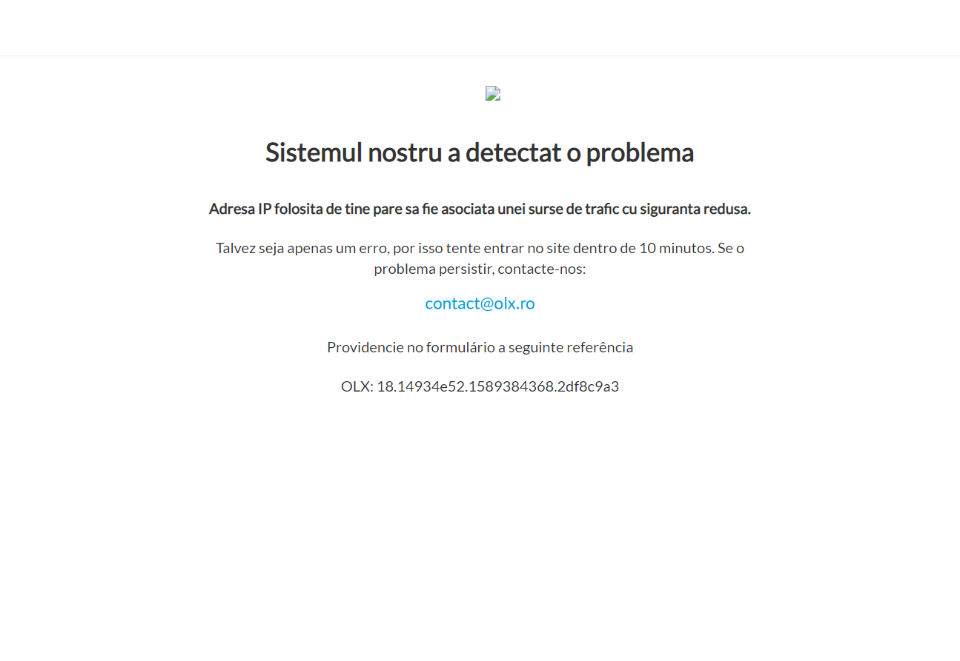 Sistemul nostru a detectat o problema
Adresa IP folosita de tine pare sa fie asociata unei surse de trafic cu siguranta redusa.
Talvez seja apenas um erro, por isso tente entrar no site dentro de 10 minutos. Se o
problema persistir, contacte-nos:
contact@olx.ro
Providencie no formulário a seguinte referência
OLX: 18.14934e52.1589384368.2df8c9a3